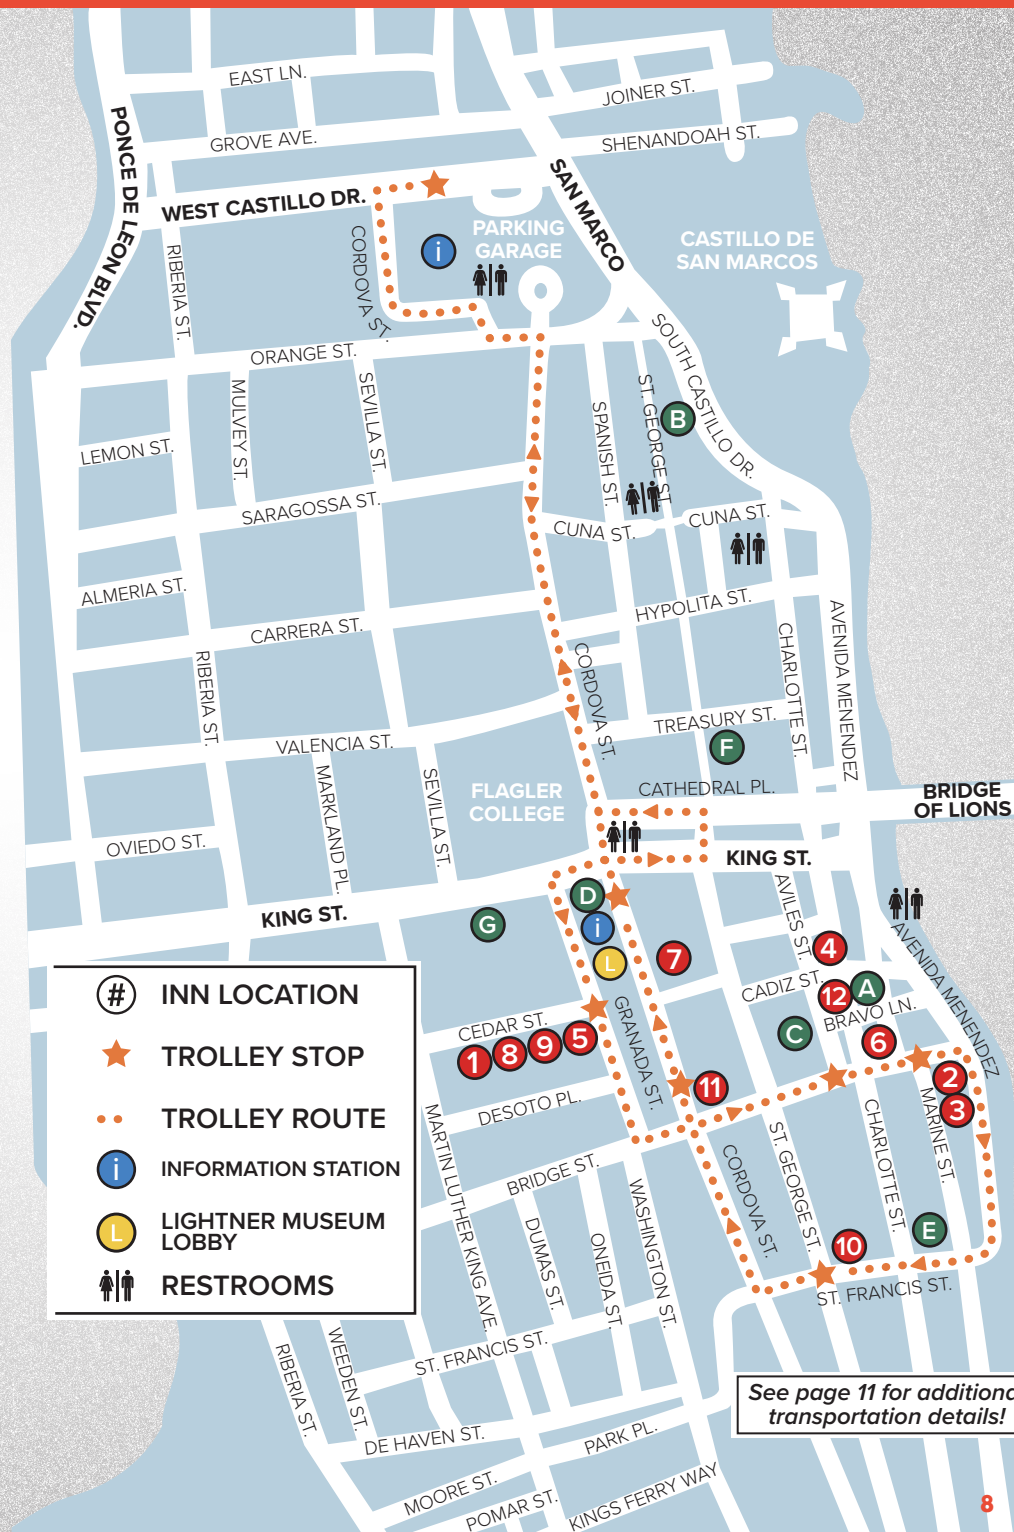 EAST LN.
JOINER ST.
GROVE AVE.
SHENANDOAH ST.
PONCE DE LEON BLVD.
WEST CASTILLO DR.
SAN MARCO
PARKING
GARAGE
CASTILLO DE
SAN MARCOS
RIBERIA ST.
CORDOVA ST.
i
ORANGE ST.
SOUTH CASTILLO DR.
MULVEY ST.
SEVILLA ST.
SPANISH ST.
ST. GEORGE ST.
B
LEMON ST.
SARAGOSSA ST.
CUNA ST.
CUNA ST.
ALMERIA ST.
HYPOLITA ST.
CARRERA ST.
RIBERIA ST.
CORDOVA ST.
CHARLOTTE ST.
AVENIDA MENENDEZ
TREASURY ST.
F
VALENCIA ST.
MARKLAND PL.
SEVILLA ST.
FLAGLER
COLLEGE
CATHEDRAL PL.
BRIDGE
OF LIONS
OVIEDO ST.
KING ST.
KING ST.
D
G
i
L
7
AVILES ST.
4
AVENIDA MENENDEZ
CADIZ ST.
12
A
BRAVO LN.
C
6
CEDAR ST.
1
8
9
5
GRANADA ST.
11
2
3
DESOTO PL.
MARINE ST.
CHARLOTTE ST.
MARTIN LUTHER KING AVE.
BRIDGE ST.
DUMAS ST.
ONEIDA ST.
WASHINGTON ST.
CORDOVA ST.
ST. GEORGE ST.
10
E
ST. FRANCIS ST.
ST. FRANCIS ST.
RIBERIA ST.
WEEDEN ST.
DE HAVEN ST.
PARK PL.
MOORE ST.
POMAR ST.
KINGS FERRY WAY
# INN LOCATION
TROLLEY STOP
TROLLEY ROUTE
i INFORMATION STATION
L LIGHTNER MUSEUM
LOBBY
RESTROOMS
See page 11 for additiona
transportation details!
8